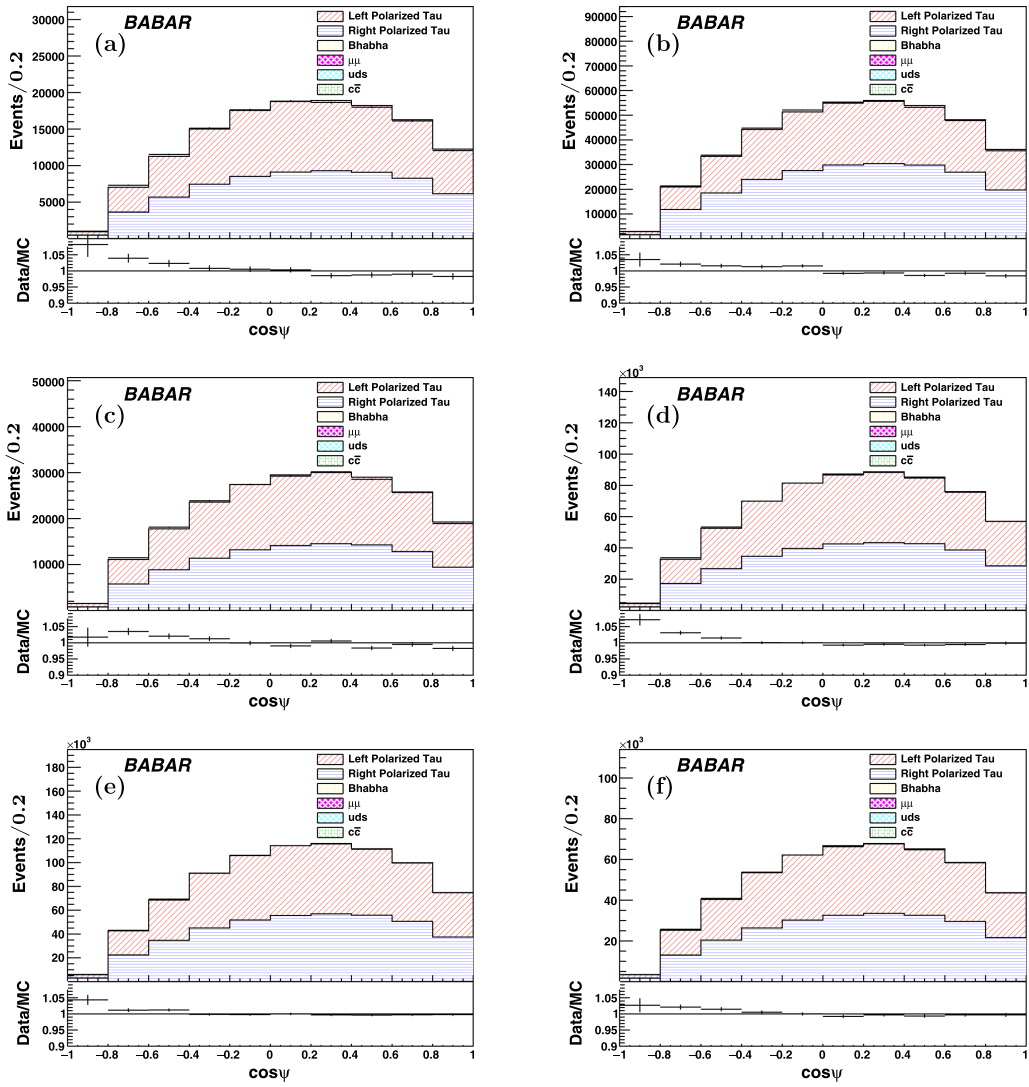 BABAR
(a)
Left Polarized Tau
Right Polarized Tau
Bhabha
μμ
uds
cc̅
Events/0.2
30000
25000
20000
15000
10000
5000
Data/MC
1.05
1
0.95
0.9
−1 −0.8 −0.6 −0.4 −0.2 0 0.2 0.4 0.6 0.8 1
cosψ
BABAR
(b)
Left Polarized Tau
Right Polarized Tau
Bhabha
μμ
uds
cc̅
Events/0.2
90000
80000
70000
60000
50000
40000
30000
20000
10000
Data/MC
1.05
1
0.95
0.9
−1 −0.8 −0.6 −0.4 −0.2 0 0.2 0.4 0.6 0.8 1
cosψ
BABAR
(c)
Left Polarized Tau
Right Polarized Tau
Bhabha
μμ
uds
cc̅
Events/0.2
50000
40000
30000
20000
10000
Data/MC
1.05
1
0.95
0.9
−1 −0.8 −0.6 −0.4 −0.2 0 0.2 0.4 0.6 0.8 1
cosψ
×10³
BABAR
(d)
Left Polarized Tau
Right Polarized Tau
Bhabha
μμ
uds
cc̅
Events/0.2
140
120
100
80
60
40
20
Data/MC
1.05
1
0.95
0.9
−1 −0.8 −0.6 −0.4 −0.2 0 0.2 0.4 0.6 0.8 1
cosψ
×10³
BABAR
(e)
Left Polarized Tau
Right Polarized Tau
Bhabha
μμ
uds
cc̅
Events/0.2
180
160
140
120
100
80
60
40
20
Data/MC
1.05
1
0.95
0.9
−1 −0.8 −0.6 −0.4 −0.2 0 0.2 0.4 0.6 0.8 1
cosψ
×10³
BABAR
(f)
Left Polarized Tau
Right Polarized Tau
Bhabha
μμ
uds
cc̅
Events/0.2
100
80
60
40
20
Data/MC
1.05
1
0.95
0.9
−1 −0.8 −0.6 −0.4 −0.2 0 0.2 0.4 0.6 0.8 1
cosψ